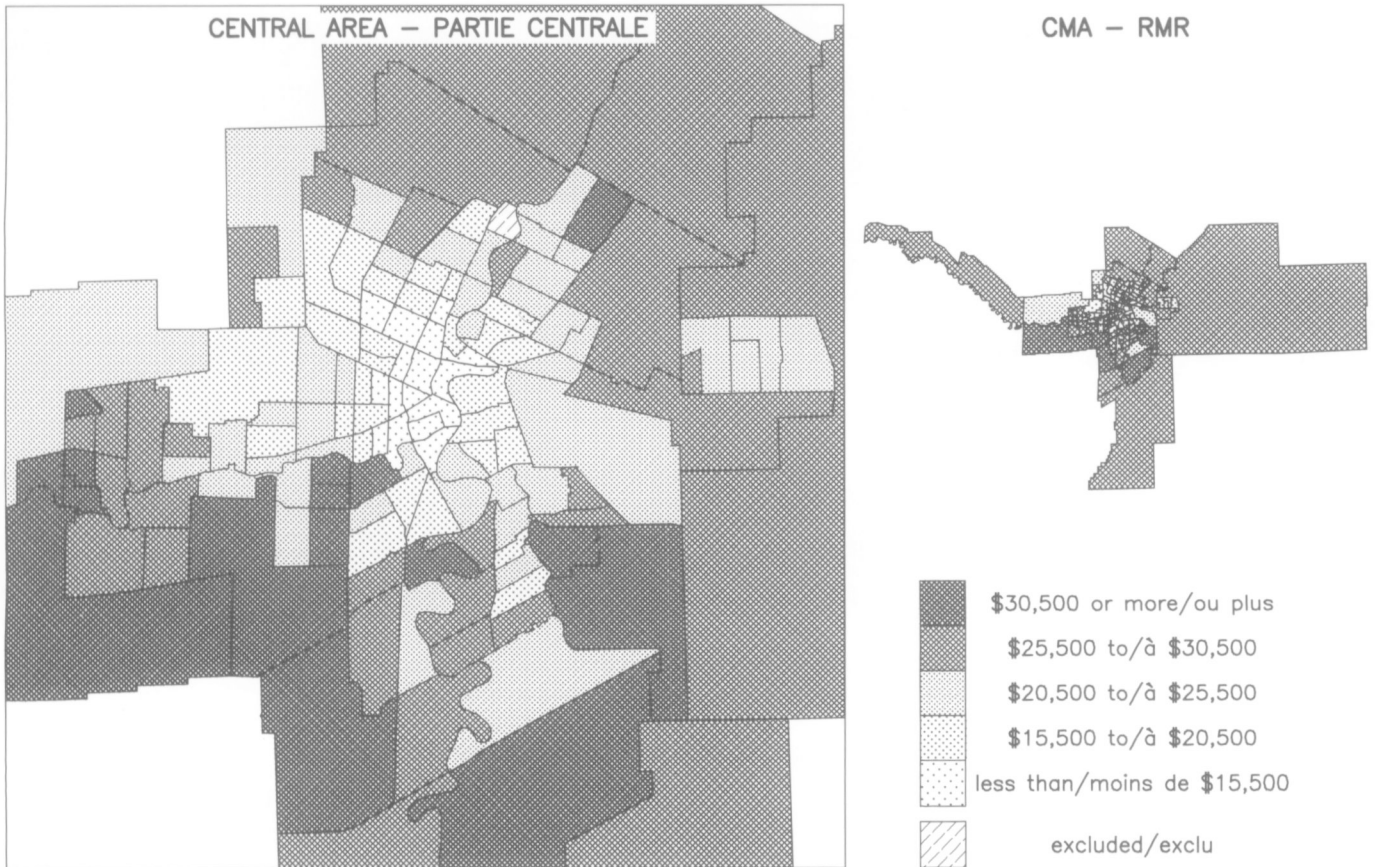 CENTRAL AREA – PARTIE CENTRALE
CMA – RMR
$30,500 or more/ou plus
$25,500 to/à $30,500
$20,500 to/à $25,500
$15,500 to/à $20,500
less than/moins de $15,500
excluded/exclu